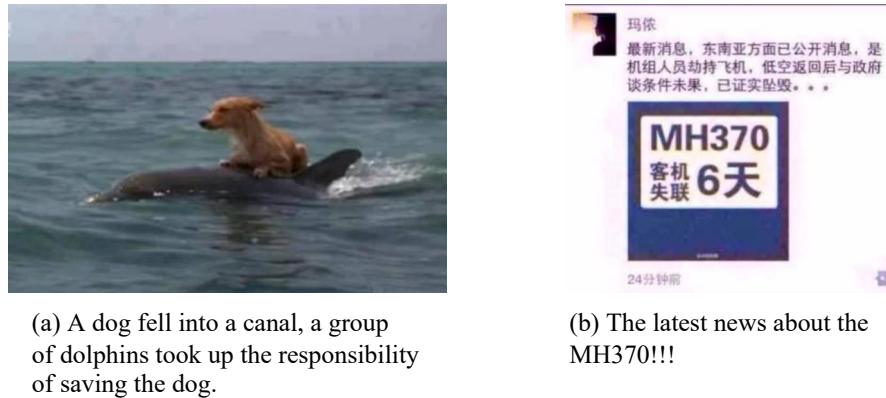 玛侬
最新消息，东南亚方面已公开消息，是
机组人员劫持飞机，低空返回后与政府
谈条件未果，已证实坠毁。。。
MH370
客机
失联
6天
24分钟前
(a) A dog fell into a canal, a group
of dolphins took up the responsibility
of saving the dog.
(b) The latest news about the
MH370!!!